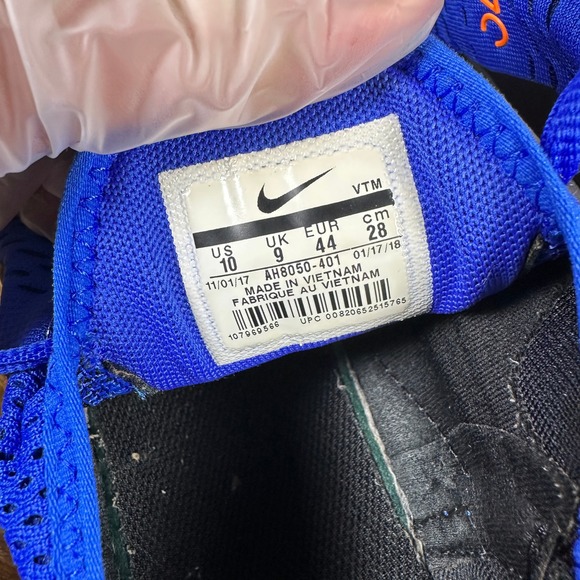 VTM
US UK EUR cm
10 9 44 28
11/01/17 AH8050-401 01/17/18
MADE IN VIETNAM
FABRIQUE AU VIETNAM
107969566 UPC 00820652515765